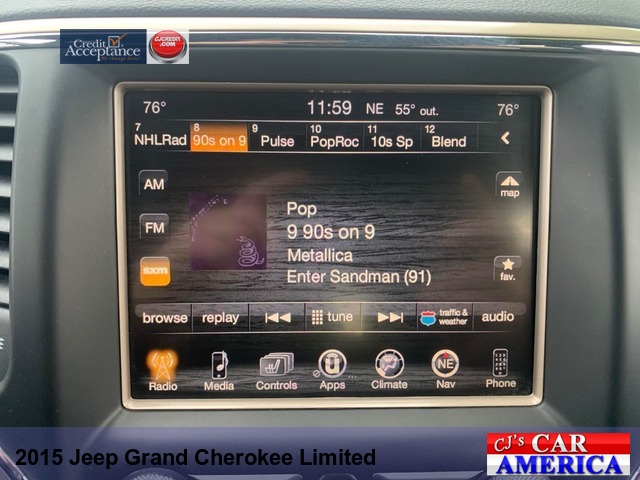 Credit Acceptance
We change lives!
CJCREDIT.COM
76° 11:59 NE 55° out. 76°
7 NHLRad 8 90s on 9 9 Pulse 10 PopRoc 11 10s Sp 12 Blend
AM
map
Pop
9 90s on 9
FM
Metallica
Enter Sandman (91)
sxm
fav.
browse replay tune traffic & weather audio
NE
Radio Media Controls Apps Climate Nav Phone
2015 Jeep Grand Cherokee Limited
CJ's CAR
AMERICA